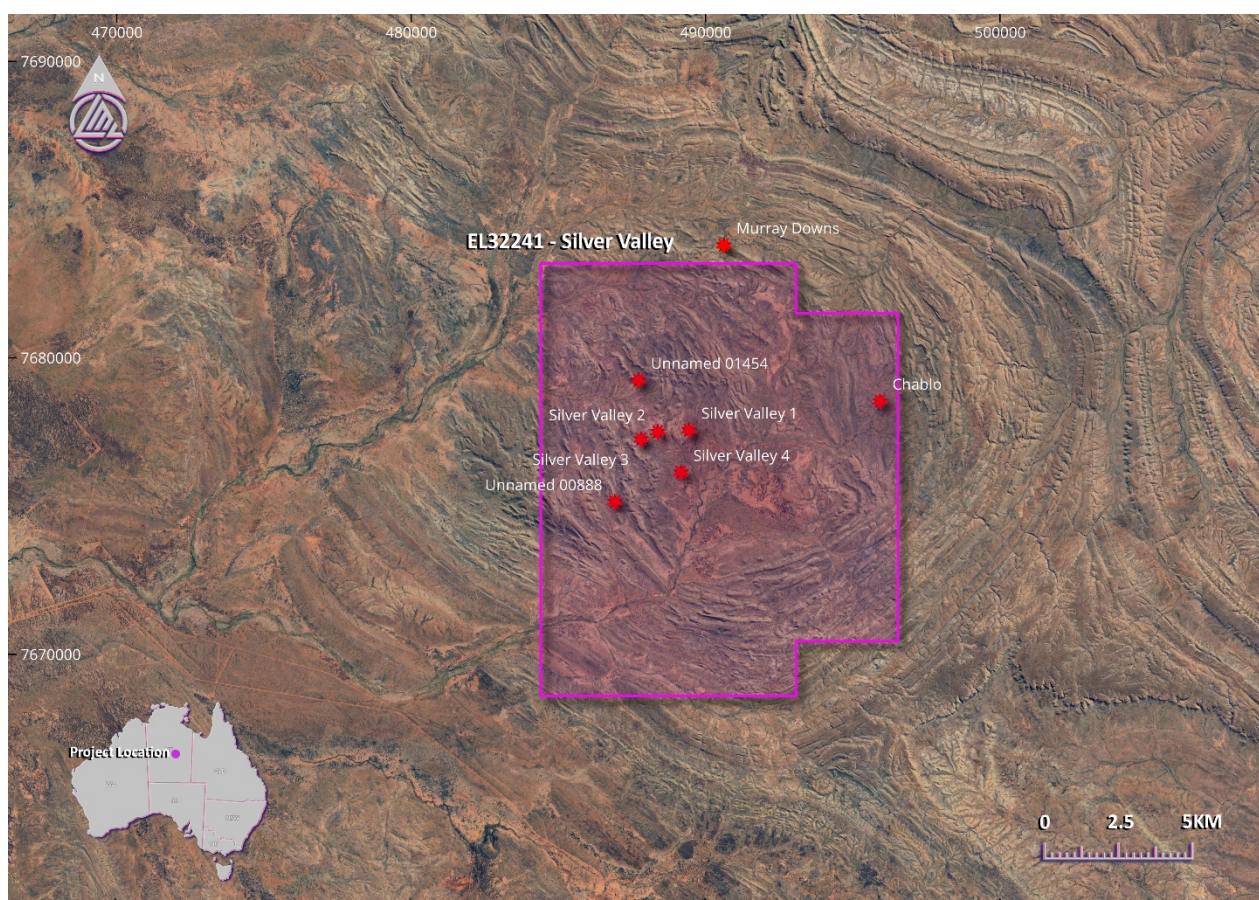 470000
480000
490000
500000
7690000
N
Murray Downs
EL32241 - Silver Valley
7680000
Unnamed 01454
Chablo
Silver Valley 2
Silver Valley 1
Silver Valley 3
Silver Valley 4
Unnamed 00888
7670000
Project Location
0 2.5 5KM